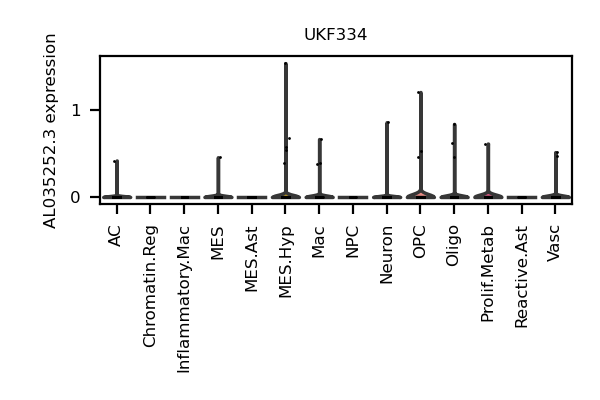 UKF334
AL035252.3 expression
1
0
AC
Chromatin.Reg
Inflammatory.Mac
MES
MES.Ast
MES.Hyp
Mac
NPC
Neuron
OPC
Oligo
Prolif.Metab
Reactive.Ast
Vasc